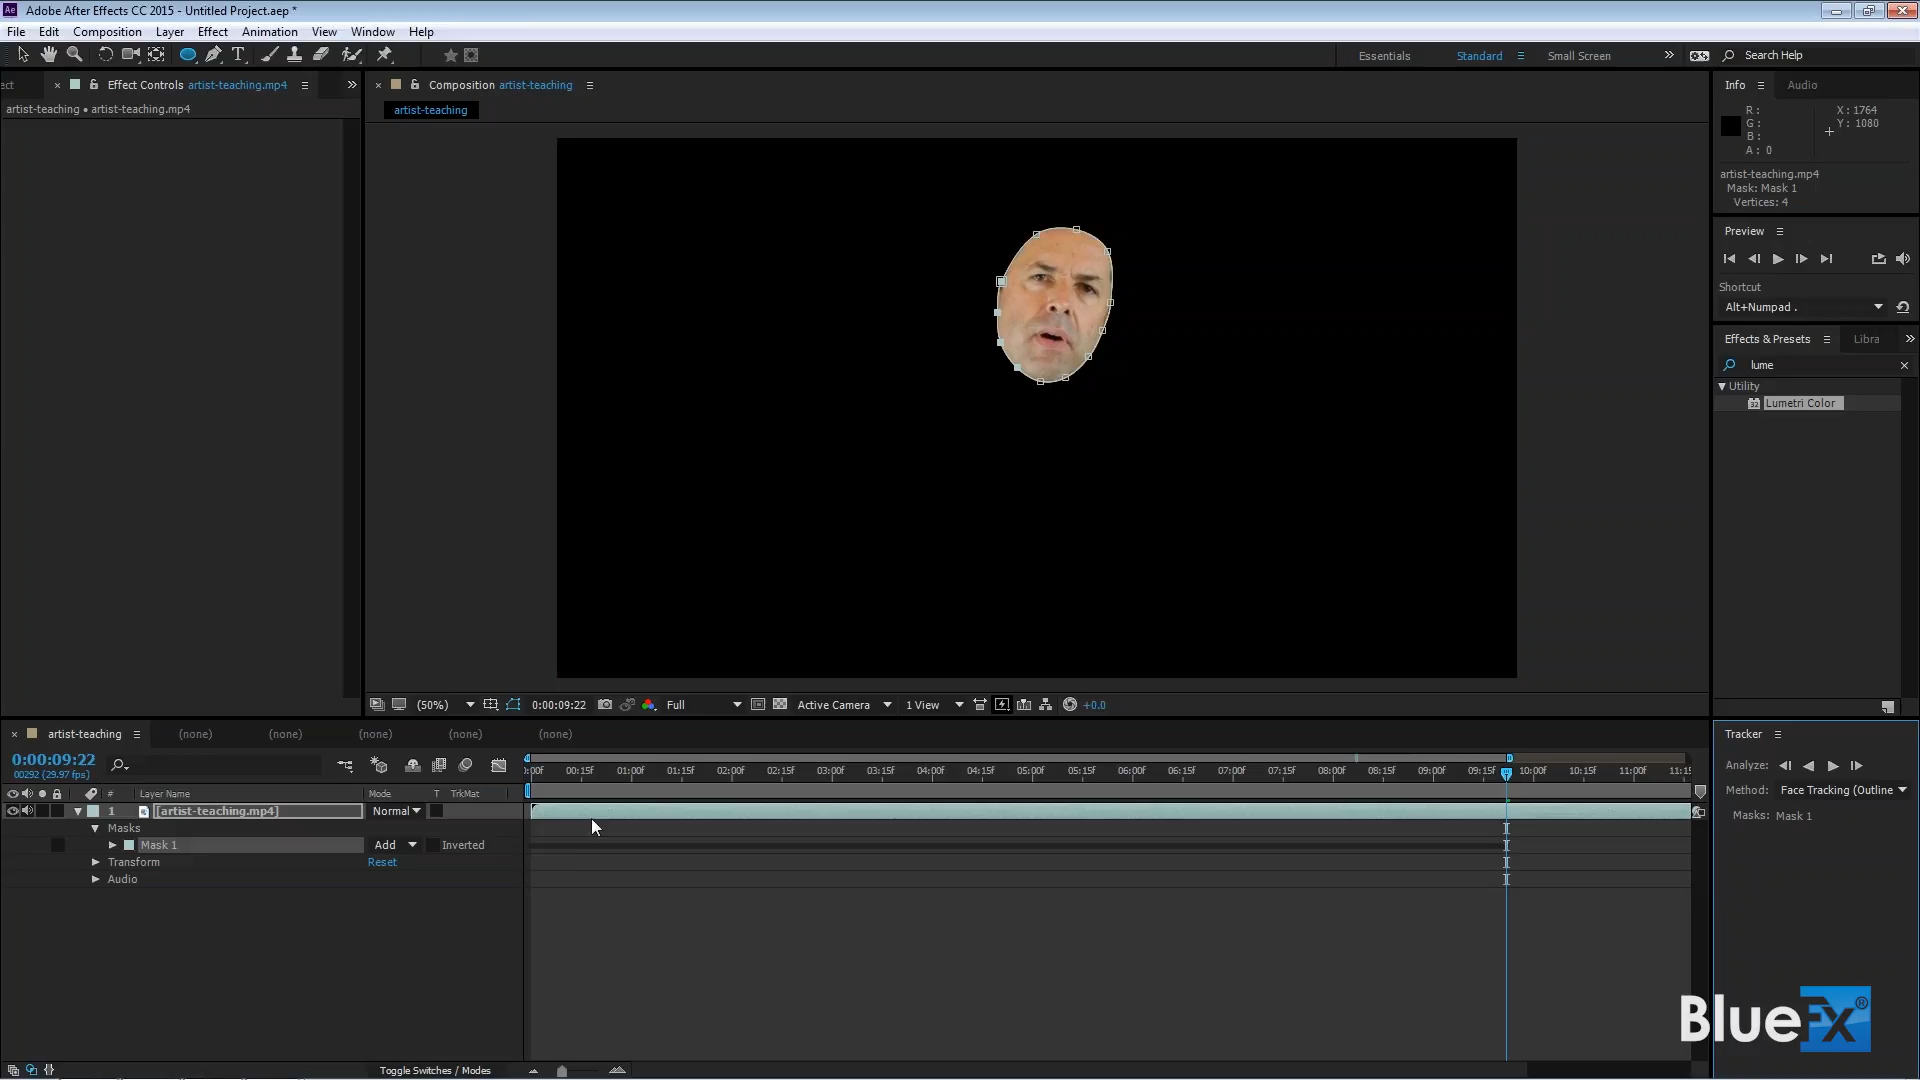 Ae Adobe After Effects CC 2015 - Untitled Project.aep *
File Edit Composition Layer Effect Animation View Window Help
T Essentials Standard Small Screen » Search Help
ect × Effect Controls artist-teaching.mp4 »
artist-teaching • artist-teaching.mp4
× Composition artist-teaching
artist-teaching
Info Audio
R :
G :
B :
A : 0
X : 1764
Y : 1080
artist-teaching.mp4
Mask: Mask 1
Vertices: 4
Preview
Shortcut
Alt+Numpad .
Effects & Presets Libra »
lume ×
Utility
32 Lumetri Color
(50%) 0:00:09:22 Full Active Camera 1 View +0.0
× artist-teaching (none) (none) (none) (none) (none)
0:00:09:22
00292 (29.97 fps)
:00f 00:15f 01:00f 01:15f 02:00f 02:15f 03:00f 03:15f 04:00f 04:15f 05:00f 05:15f 06:00f 06:15f 07:00f 07:15f 08:00f 08:15f 09:00f 09:15f 10:00f 10:15f 11:00f 11:15
# Layer Name Mode T TrkMat
1 [artist-teaching.mp4] Normal
Masks
Mask 1 Add Inverted
Transform Reset
Audio
Toggle Switches / Modes
Tracker
Analyze:
Method: Face Tracking (Outline
Masks: Mask 1
BlueFx®